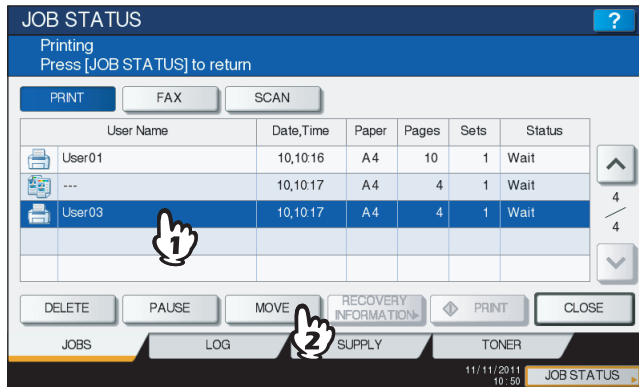 JOB STATUS ?
Printing
Press [JOB STATUS] to return
PRINT FAX SCAN
User Name Date,Time Paper Pages Sets Status
User01 10,10:16 A4 10 1 Wait
--- 10,10:17 A4 4 1 Wait
User03 10,10:17 A4 4 1 Wait
4
4
1
DELETE PAUSE MOVE RECOVERY INFORMATION PRINT CLOSE
2
JOBS LOG SUPPLY TONER
11/11/2011
10:50 JOB STATUS